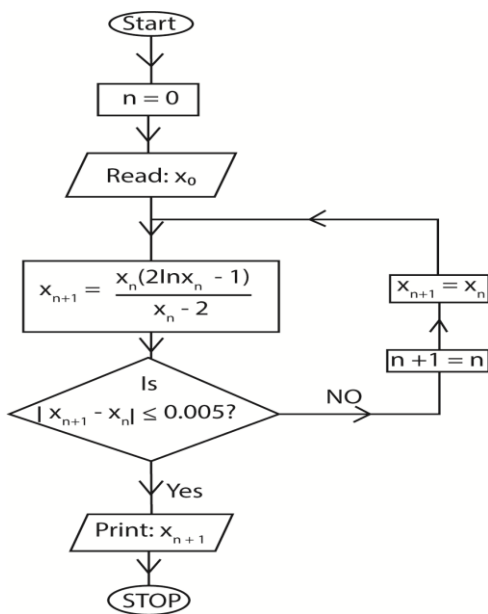 Start
n = 0
Read: x₀
xₙ₊₁ = xₙ(2lnxₙ - 1) / xₙ - 2
xₙ₊₁ = xₙ
n +1 = n
Is
| xₙ₊₁ - xₙ| ≤ 0.005?
NO
Yes
Print: xₙ₊₁
STOP